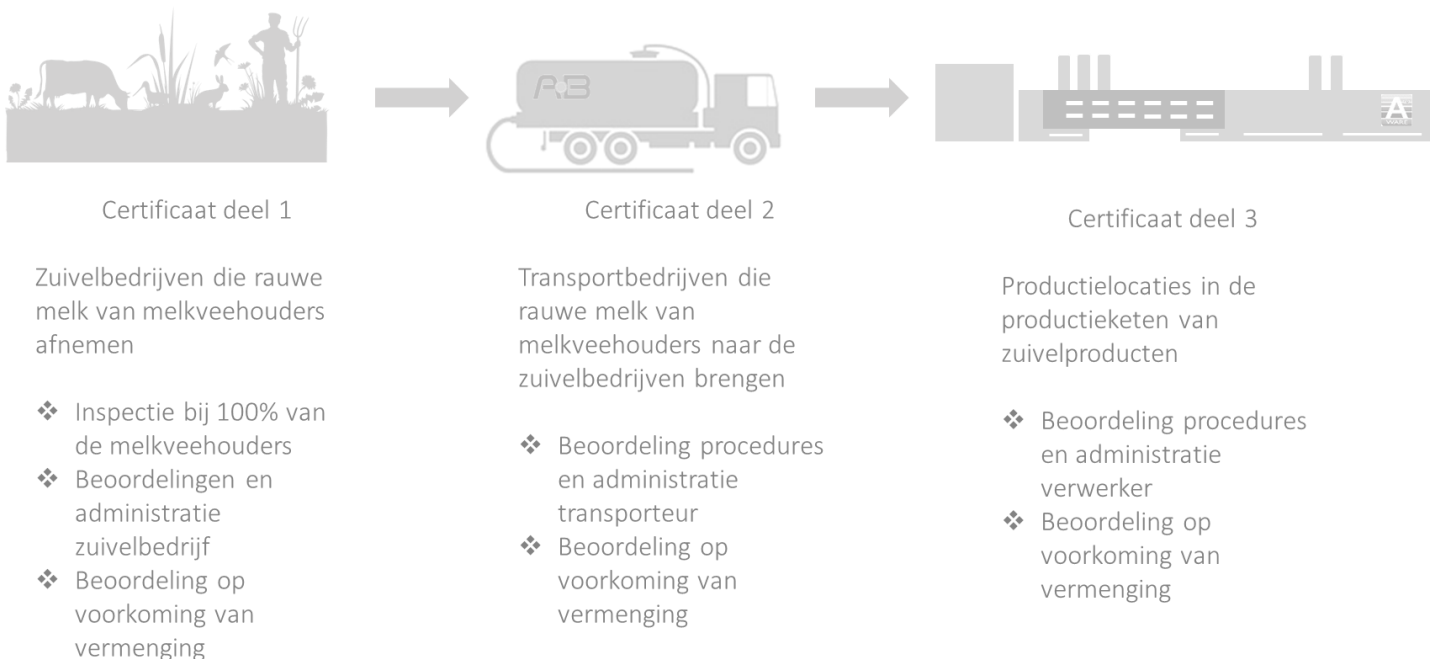 R&B
A
WARE
Certificaat deel 1
Zuivelbedrijven die rauwe
melk van melkveehouders
afnemen
❖ Inspectie bij 100% van
de melkveehouders
❖ Beoordelingen en
administratie
zuivelbedrijf
❖ Beoordeling op
voorkoming van
vermenging
Certificaat deel 2
Transportbedrijven die
rauwe melk van
melkveehouders naar de
zuivelbedrijven brengen
❖ Beoordeling procedures
en administratie
transporteur
❖ Beoordeling op
voorkoming van
vermenging
Certificaat deel 3
Productielocaties in de
productieketen van
zuivelproducten
❖ Beoordeling procedures
en administratie
verwerker
❖ Beoordeling op
voorkoming van
vermenging